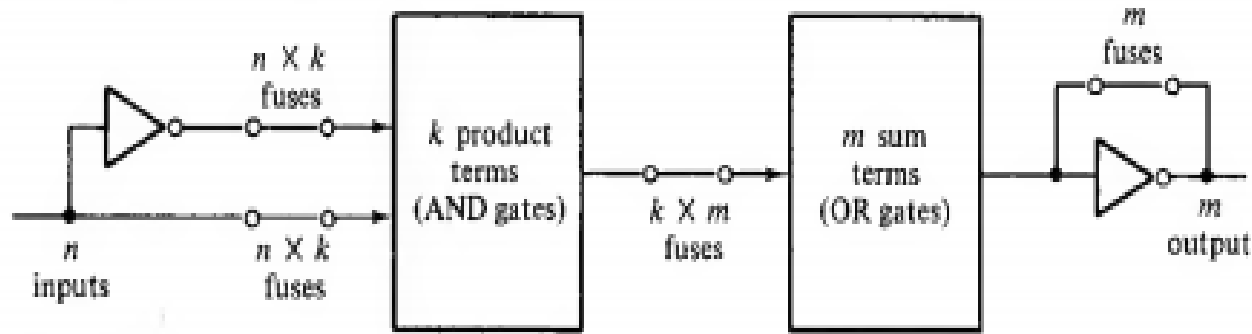 n × k
fuses
n
inputs
n × k
fuses
k product
terms
(AND gates)
k × m
fuses
m sum
terms
(OR gates)
m
fuses
m
output